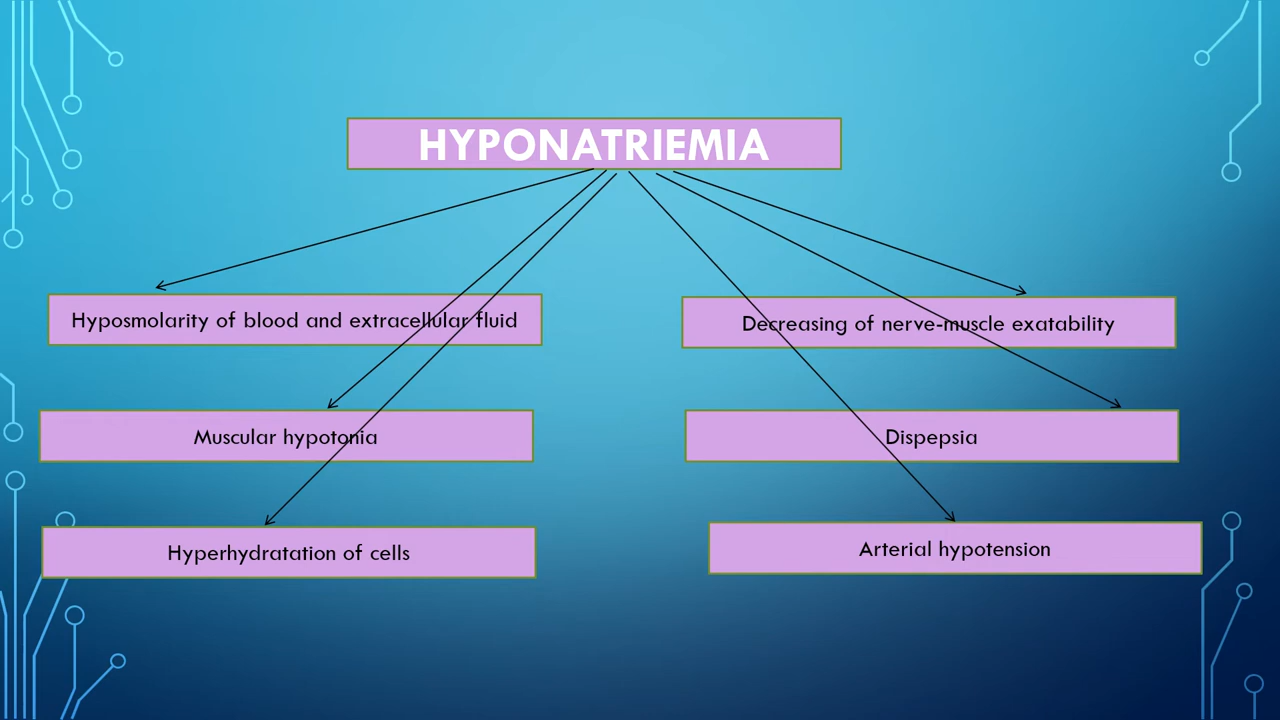 HYPONATRIEMIA
Hyposmolarity of blood and extracellular fluid
Decreasing of nerve-muscle exatability
Muscular hypotonia
Dispepsia
Hyperhydratation of cells
Arterial hypotension